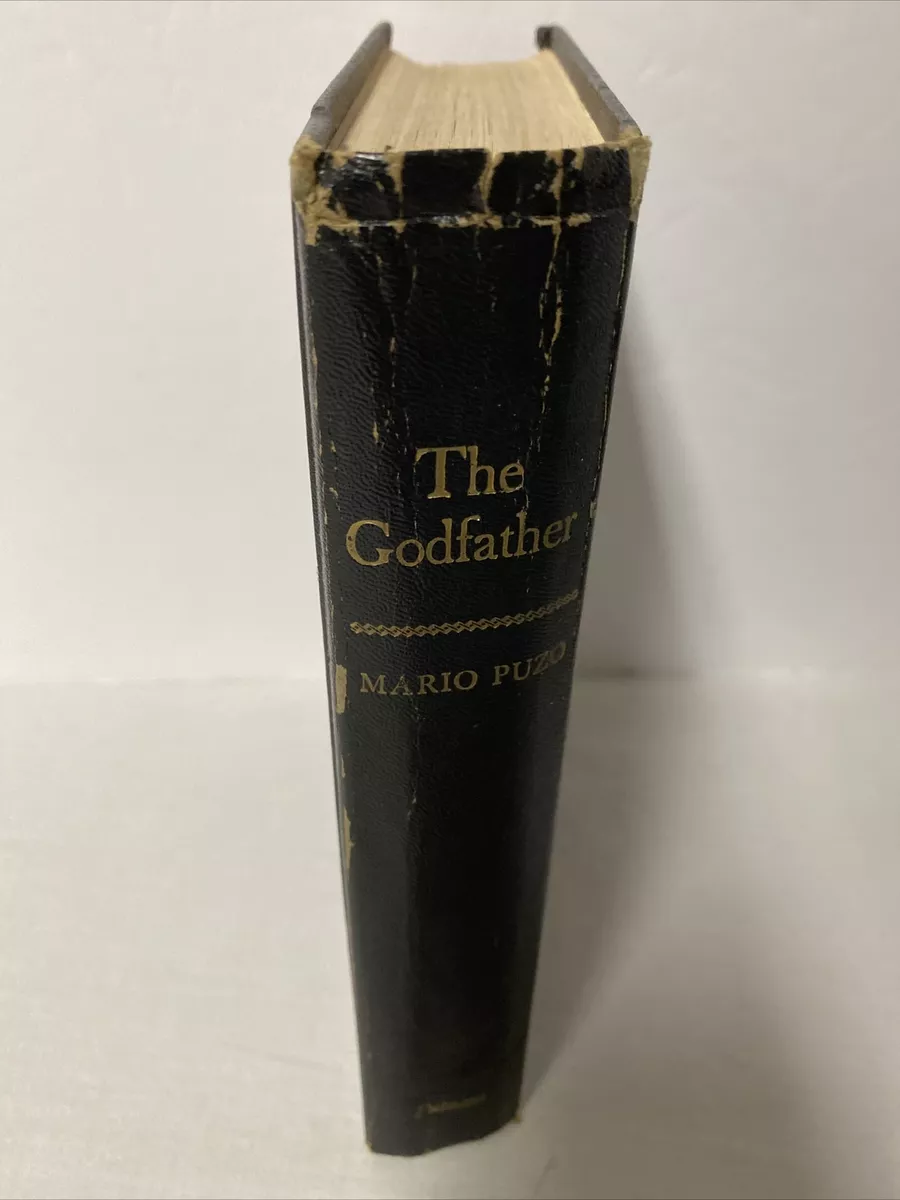 The
Godfather
MARIO PUZO